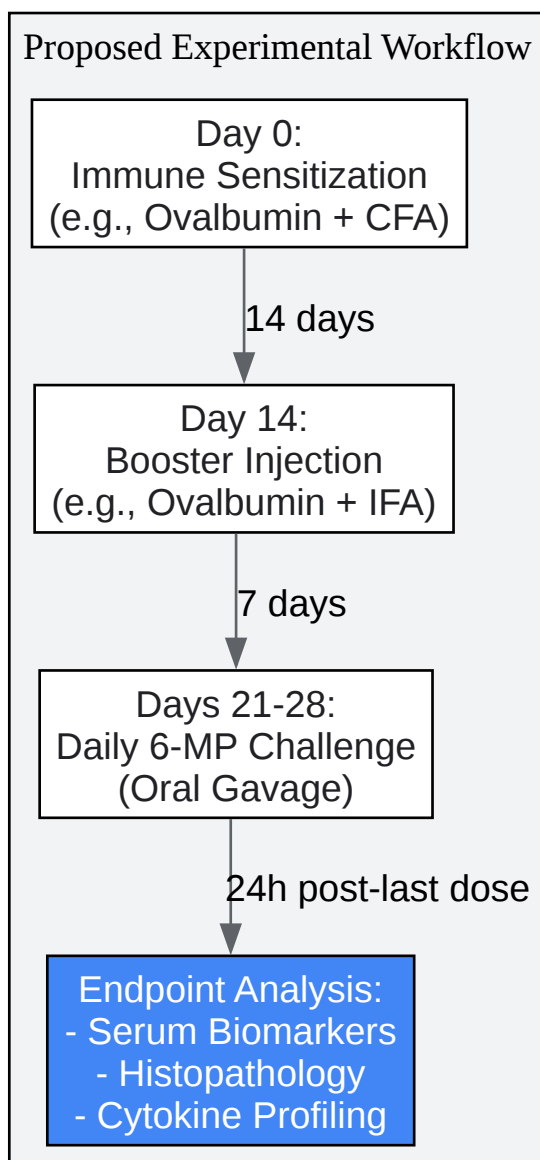 Proposed Experimental Workflow
Day 0:
Immune Sensitization
(e.g., Ovalbumin + CFA)
14 days
Day 14:
Booster Injection
(e.g., Ovalbumin + IFA)
7 days
Days 21-28:
Daily 6-MP Challenge
(Oral Gavage)
24h post-last dose
Endpoint Analysis:
- Serum Biomarkers
- Histopathology
- Cytokine Profiling